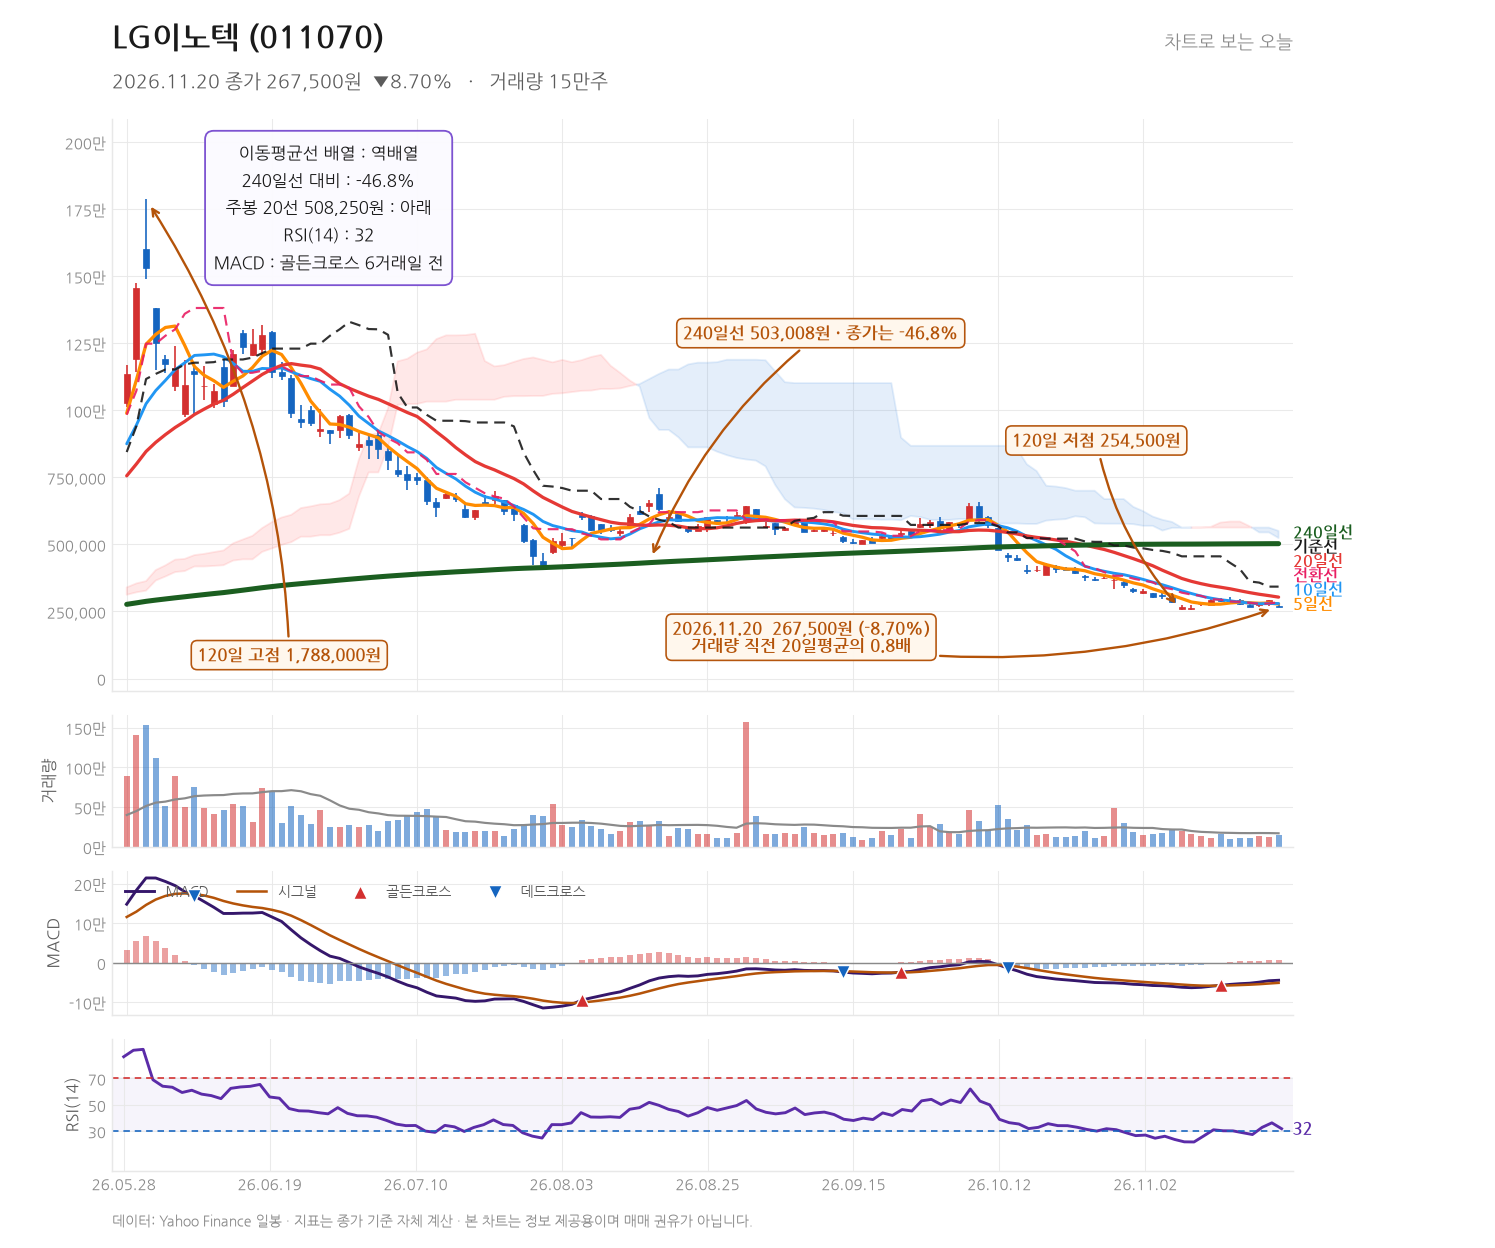 LG이노텍 (011070)
차트로 보는 오늘
2026.11.20 종가 267,500원 ▼8.70% · 거래량 15만주
200만
175만
150만
125만
100만
750,000
500,000
250,000
0
이동평균선 배열 : 역배열
240일선 대비 : -46.8%
주봉 20선 508,250원 : 아래
RSI(14) : 32
MACD : 골든크로스 6거래일 전
240일선 503,008원 · 종가는 -46.8%
120일 저점 254,500원
120일 고점 1,788,000원
2026.11.20 267,500원 (-8.70%)
거래량 직전 20일평균의 0.8배
240일선
기준선
20일선
전환선
10일선
5일선
거래량
150만
100만
50만
0만
MACD
20만
10만
0
-10만
MACD
시그널
▲ 골든크로스
▼ 데드크로스
RSI(14)
70
50
30
32
26.05.28
26.06.19
26.07.10
26.08.03
26.08.25
26.09.15
26.10.12
26.11.02
데이터: Yahoo Finance 일봉 · 지표는 종가 기준 자체 계산 · 본 차트는 정보 제공용이며 매매 권유가 아닙니다.